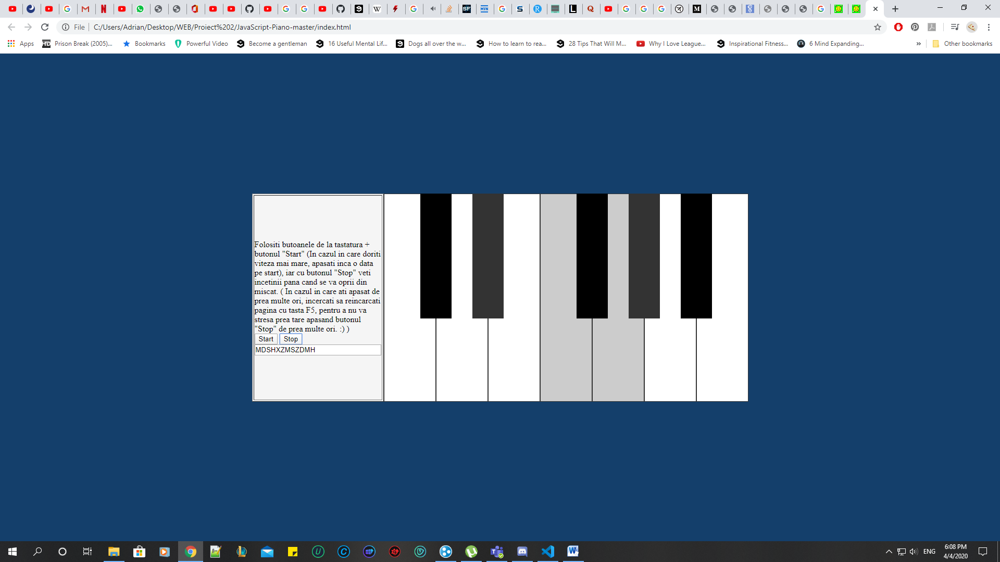 File
C:/Users/Adrian/Desktop/WEB/Proiect%202/JavaScript-Piano-master/index.html
Apps
Prison Break (2005)...
Bookmarks
Powerful Video
Become a gentleman
16 Useful Mental Lif...
Dogs all over the w...
How to learn to rea...
28 Tips That Will M...
Why I Love League...
Inspirational Fitness...
6 Mind Expanding...
»
Other bookmarks
Folositi butoanele de la tastatura +
butonul "Start" (In cazul in care doriti
viteza mai mare, apasati inca o data
pe start), iar cu butonul "Stop" veti
incetinii pana cand se va oprii din
miscat. ( In cazul in care ati apasat de
prea multe ori, incercati sa reincarcati
pagina cu tasta F5, pentru a nu va
stresa prea tare apasand butonul
"Stop" de prea multe ori. :) )
Start Stop
MDSHXZMSZDMH
ENG
6:08 PM
4/4/2020